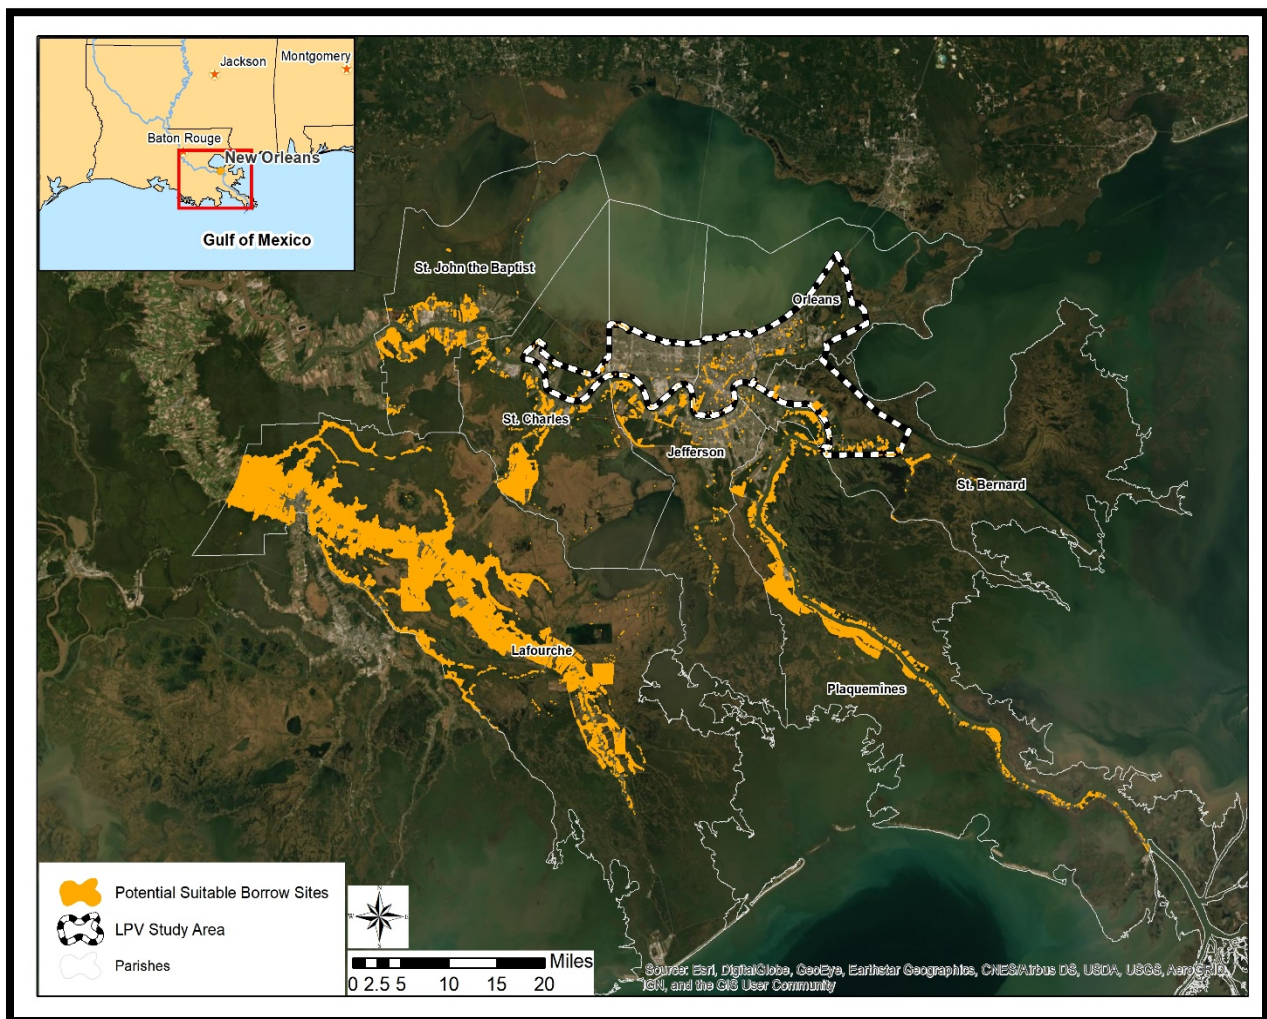 Jackson
Montgomery
Baton Rouge
New Orleans
Gulf of Mexico
St. John the Baptist
Orleans
St. Charles
Jefferson
St. Bernard
Lafourche
Plaquemines
Potential Suitable Borrow Sites
LPV Study Area
Parishes
N
W
E
S
Miles
0 2.5 5 10 15 20
Source: Esri, DigitalGlobe, GeoEye, Earthstar Geographics, CNES/Airbus DS, USDA, USGS, AeroGRID,
IGN, and the GIS User Community